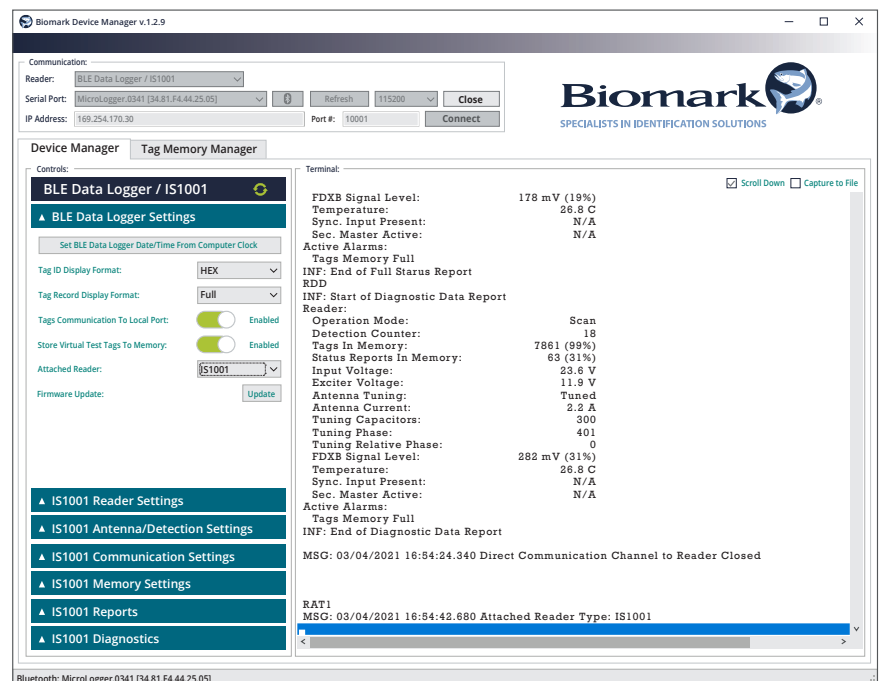 Biomark Device Manager v.1.2.9
Communication:
Reader: BLE Data Logger / IS1001
Serial Port: MicroLogger.0341 [34.81.F4.44.25.05] Refresh 115200 Close
IP Address: 169.254.170.30 Port #: 10001 Connect
Biomark®
SPECIALISTS IN IDENTIFICATION SOLUTIONS
Device Manager Tag Memory Manager
Controls:
BLE Data Logger / IS1001
▲ BLE Data Logger Settings
Set BLE Data Logger Date/Time From Computer Clock
Tag ID Display Format: HEX
Tag Record Display Format: Full
Tags Communication To Local Port: Enabled
Store Virtual Test Tags To Memory: Enabled
Attached Reader: IS1001
Firmware Update: Update
▲ IS1001 Reader Settings
▲ IS1001 Antenna/Detection Settings
▲ IS1001 Communication Settings
▲ IS1001 Memory Settings
▲ IS1001 Reports
▲ IS1001 Diagnostics
Terminal:
Scroll Down Capture to File
FDXB Signal Level: 178 mV (19%)
Temperature: 26.8 C
Sync. Input Present: N/A
Sec. Master Active: N/A
Active Alarms:
Tags Memory Full
INF: End of Full Starus Report
RDD
INF: Start of Diagnostic Data Report
Reader:
Operation Mode: Scan
Detection Counter: 18
Tags In Memory: 7861 (99%)
Status Reports In Memory: 63 (31%)
Input Voltage: 23.6 V
Exciter Voltage: 11.9 V
Antenna Tuning: Tuned
Antenna Current: 2.2 A
Tuning Capacitors: 300
Tuning Phase: 401
Tuning Relative Phase: 0
FDXB Signal Level: 282 mV (31%)
Temperature: 26.8 C
Sync. Input Present: N/A
Sec. Master Active: N/A
Active Alarms:
Tags Memory Full
INF: End of Diagnostic Data Report
MSG: 03/04/2021 16:54:24.340 Direct Communication Channel to Reader Closed
RAT1
MSG: 03/04/2021 16:54:42.680 Attached Reader Type: IS1001
Bluetooth: MicroLogger.0341 [34.81.F4.44.25.05]